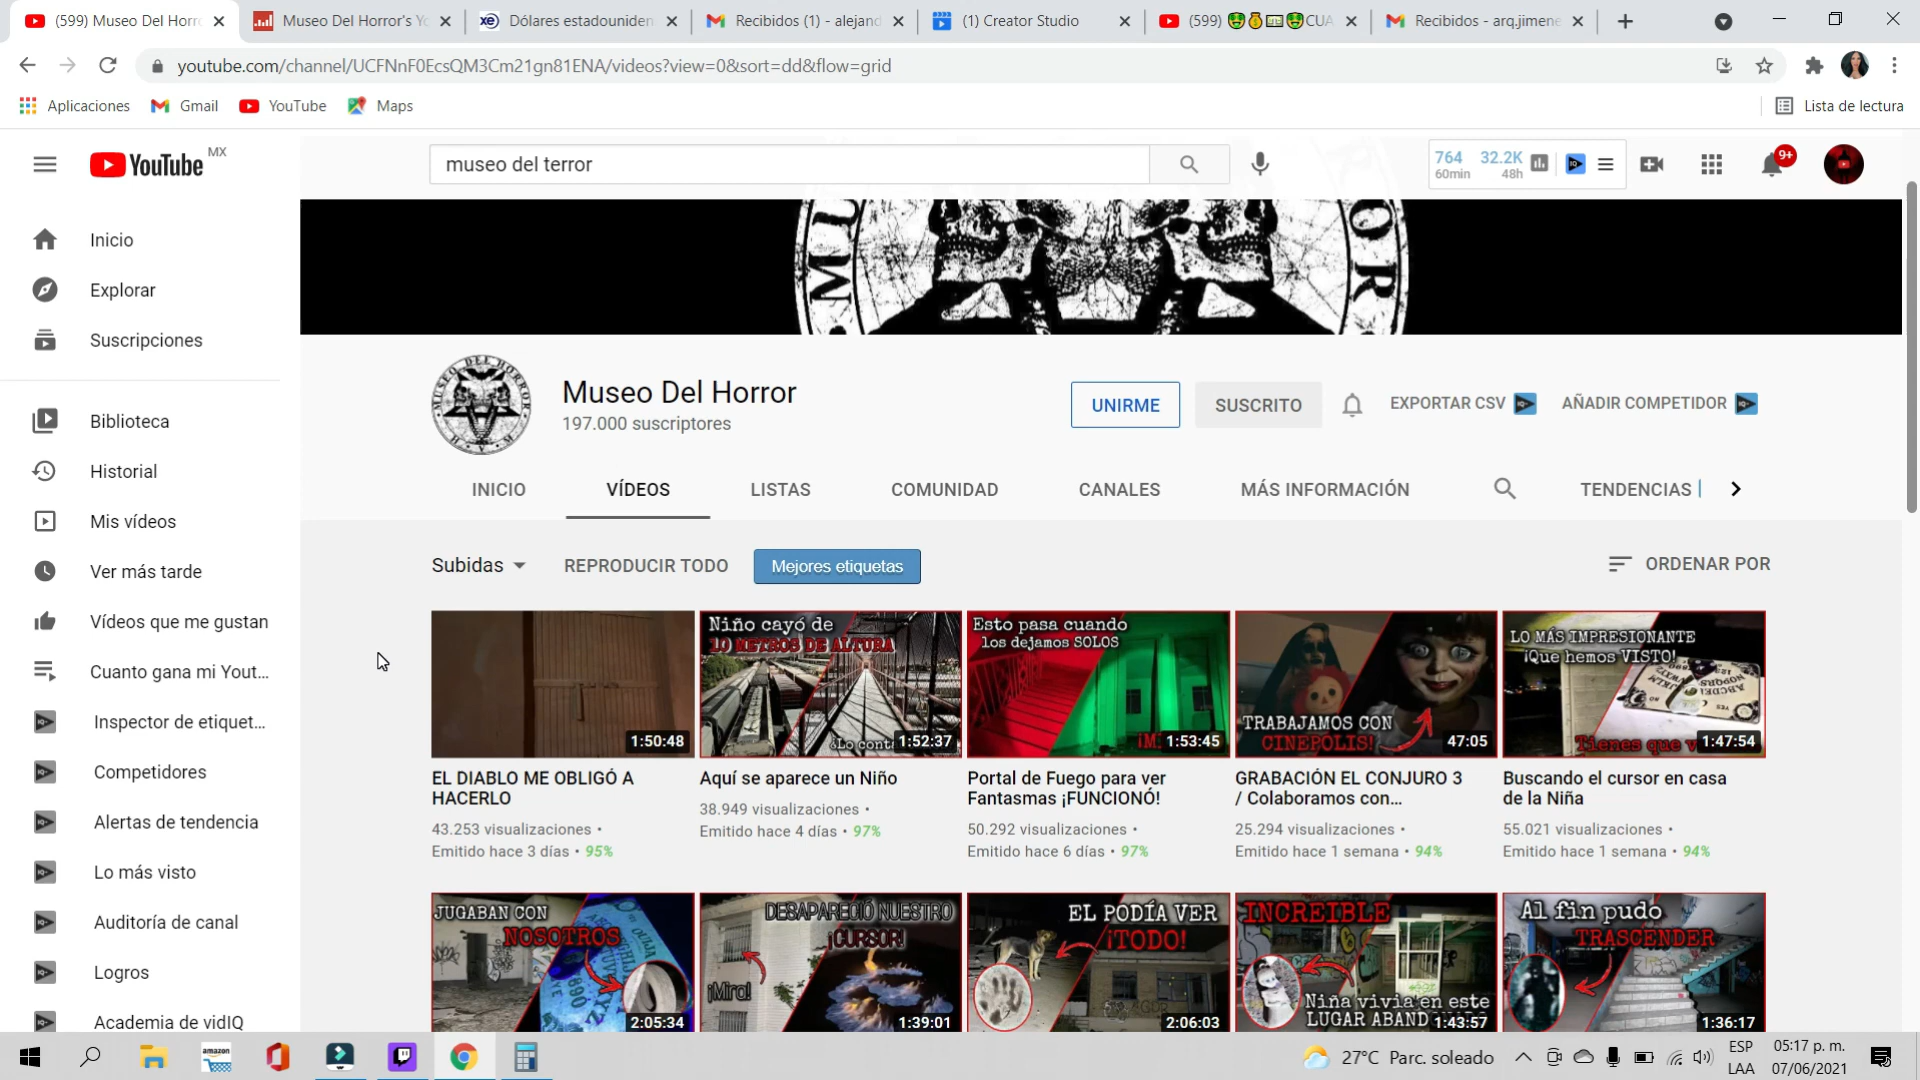 (599) Museo Del Horr
Museo Del Horror's Yo
Dólares estadouniden
Recibidos (1) - alejand
(1) Creator Studio
(599) 🤑💰💵🤑CUA
Recibidos - arq.jimene
youtube.com/channel/UCFNnF0EcsQM3Cm21gn81ENA/videos?view=0&sort=dd&flow=grid
Aplicaciones
Gmail
YouTube
Maps
Lista de lectura
YouTube MX
museo del terror
764 32.2K
60min 48h
9+
Inicio
Explorar
Suscripciones
Biblioteca
Historial
Mis vídeos
Ver más tarde
Vídeos que me gustan
Cuanto gana mi Yout...
Inspector de etiquet...
Competidores
Alertas de tendencia
Lo más visto
Auditoría de canal
Logros
Academia de vidIQ
Museo Del Horror
197.000 suscriptores
UNIRME
SUSCRITO
EXPORTAR CSV
AÑADIR COMPETIDOR
INICIO
VÍDEOS
LISTAS
COMUNIDAD
CANALES
MÁS INFORMACIÓN
TENDENCIAS
Subidas
REPRODUCIR TODO
Mejores etiquetas
ORDENAR POR
1:50:48
EL DIABLO ME OBLIGÓ A
HACERLO
43.253 visualizaciones •
Emitido hace 3 días • 95%
Niño cayó de
10 METROS DE ALTURA
1:52:37
Aquí se aparece un Niño
38.949 visualizaciones •
Emitido hace 4 días • 97%
Esto pasa cuando
los dejamos SOLOS
1:53:45
Portal de Fuego para ver
Fantasmas ¡FUNCIONÓ!
50.292 visualizaciones •
Emitido hace 6 días • 97%
TRABAJAMOS CON
CINEPOLIS!
47:05
GRABACIÓN EL CONJURO 3
/ Colaboramos con...
25.294 visualizaciones •
Emitido hace 1 semana • 94%
LO MÁS IMPRESIONANTE
¡Que hemos VISTO!
Tienes que v
1:47:54
Buscando el cursor en casa
de la Niña
55.021 visualizaciones •
Emitido hace 1 semana • 94%
JUGABAN CON
NOSOTROS
2:05:34
DESAPARECIÓ NUESTRO
¡CURSOR!
¡Mira!
1:39:01
EL PODÍA VER
¡TODO!
2:06:03
INCREIBLE
Niña vivia en este
LUGAR ABAND
1:43:57
Al fin pudo
TRASCENDER
1:36:17
amazon
27°C Parc. soleado
ESP
LAA
05:17 p. m.
07/06/2021